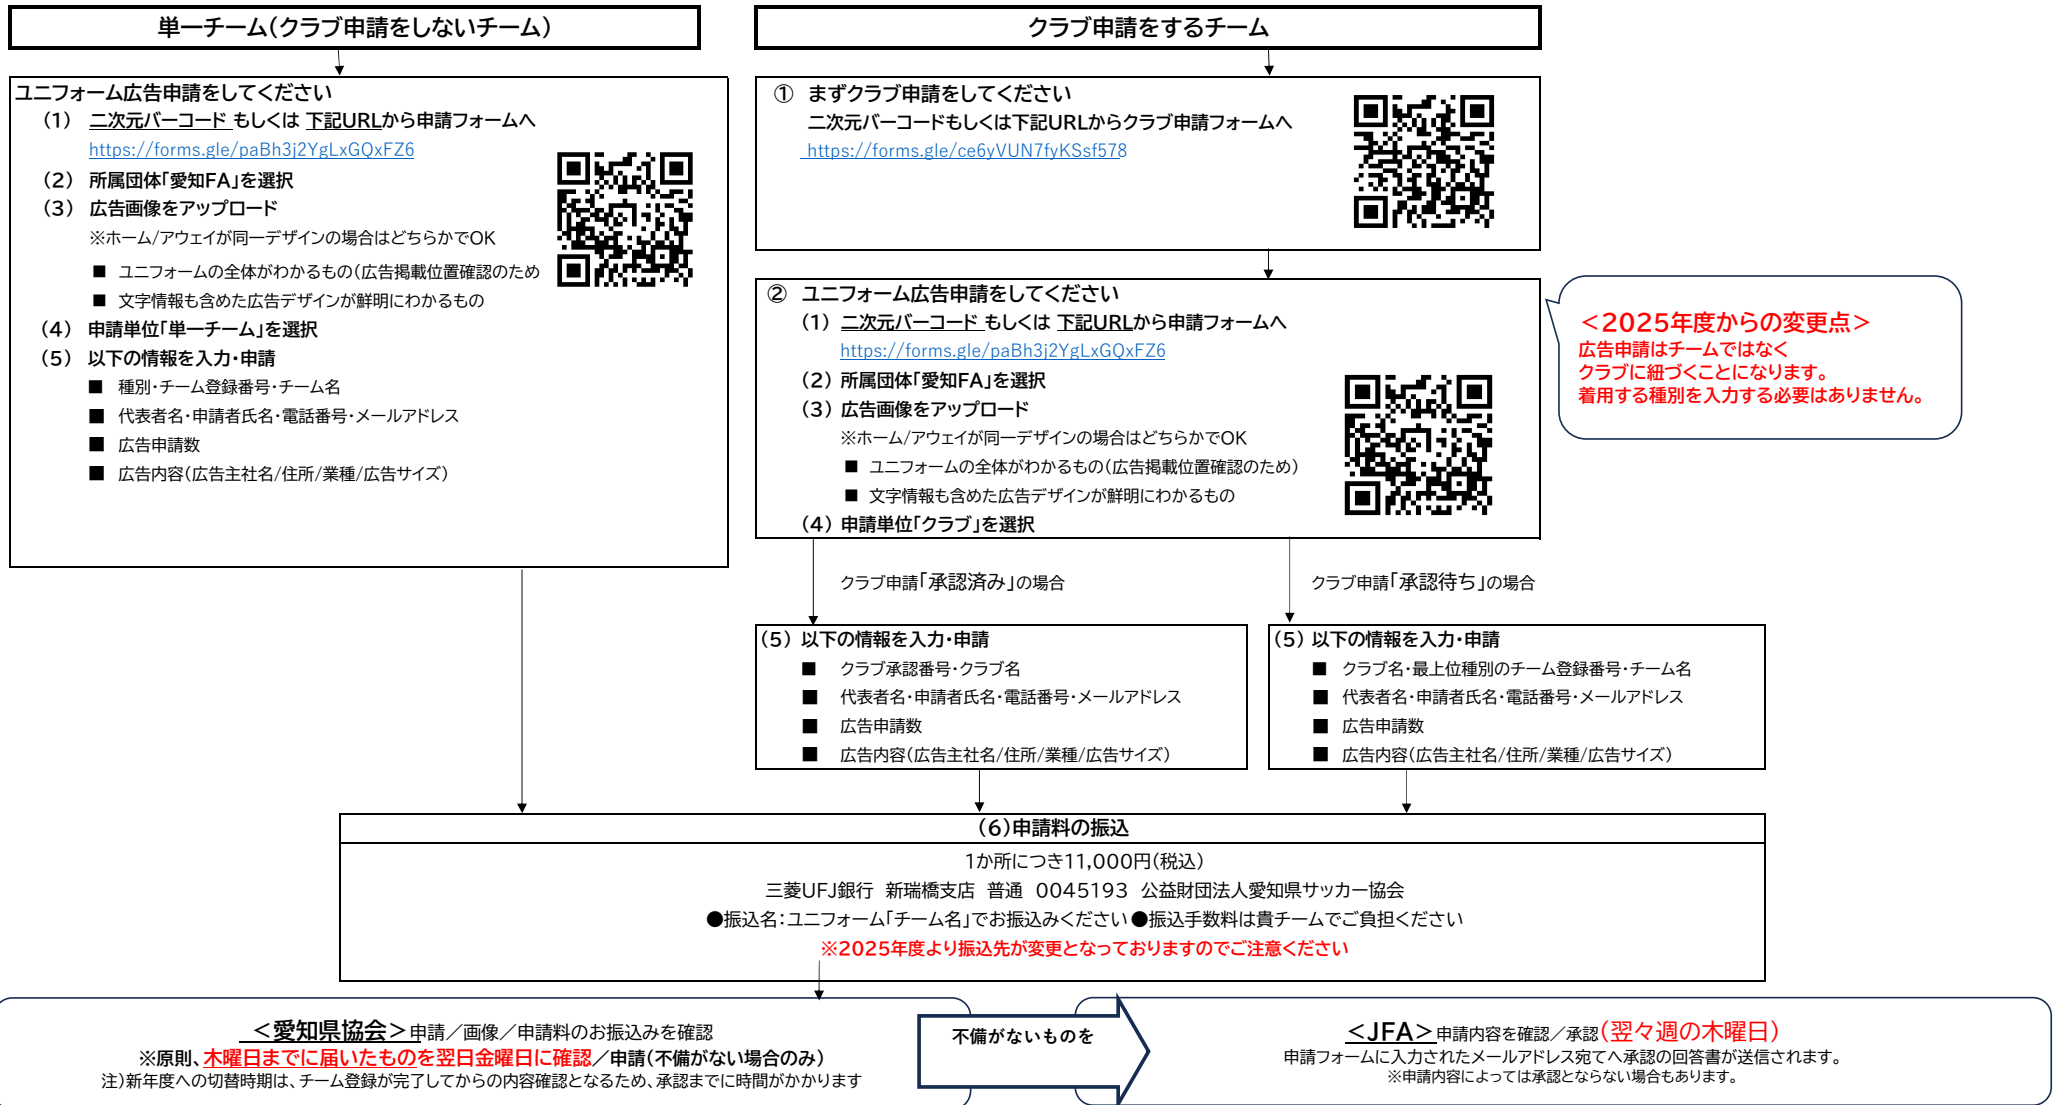 単一チーム(クラブ申請をしないチーム)
ユニフォーム広告申請をしてください
(1) 二次元バーコード もしくは 下記URLから申請フォームへ
https://forms.gle/paBh3j2YgLxGQxFZ6
(2) 所属団体「愛知FA」を選択
(3) 広告画像をアップロード
※ホーム/アウェイが同一デザインの場合はどちらかでOK
■ ユニフォームの全体がわかるもの(広告掲載位置確認のため
■ 文字情報も含めた広告デザインが鮮明にわかるもの
(4) 申請単位「単一チーム」を選択
(5) 以下の情報を入力・申請
■ 種別・チーム登録番号・チーム名
■ 代表者名・申請者氏名・電話番号・メールアドレス
■ 広告申請数
■ 広告内容(広告主社名/住所/業種/広告サイズ)
クラブ申請をするチーム
① まずクラブ申請をしてください
二次元バーコードもしくは下記URLからクラブ申請フォームへ
https://forms.gle/ce6yVUN7fyKSsf578
② ユニフォーム広告申請をしてください
(1) 二次元バーコード もしくは 下記URLから申請フォームへ
https://forms.gle/paBh3j2YgLxGQxFZ6
(2) 所属団体「愛知FA」を選択
(3) 広告画像をアップロード
※ホーム/アウェイが同一デザインの場合はどちらかでOK
■ ユニフォームの全体がわかるもの(広告掲載位置確認のため)
■ 文字情報も含めた広告デザインが鮮明にわかるもの
(4) 申請単位「クラブ」を選択
<2025年度からの変更点>
広告申請はチームではなく
クラブに紐づくことになります。
着用する種別を入力する必要はありません。
クラブ申請「承認済み」の場合
(5) 以下の情報を入力・申請
■ クラブ承認番号・クラブ名
■ 代表者名・申請者氏名・電話番号・メールアドレス
■ 広告申請数
■ 広告内容(広告主社名/住所/業種/広告サイズ)
クラブ申請「承認待ち」の場合
(5) 以下の情報を入力・申請
■ クラブ名・最上位種別のチーム登録番号・チーム名
■ 代表者名・申請者氏名・電話番号・メールアドレス
■ 広告申請数
■ 広告内容(広告主社名/住所/業種/広告サイズ)
(6)申請料の振込
1か所につき11,000円(税込)
三菱UFJ銀行 新瑞橋支店 普通 0045193 公益財団法人愛知県サッカー協会
●振込名:ユニフォーム「チーム名」でお振込みください●振込手数料は貴チームでご負担ください
※2025年度より振込先が変更となっておりますのでご注意ください
<愛知県協会>申請/画像/申請料のお振込みを確認
※原則、木曜日までに届いたものを翌日金曜日に確認/申請(不備がない場合のみ)
注)新年度への切替時期は、チーム登録が完了してからの内容確認となるため、承認までに時間がかかります
不備がないものを
<JFA>申請内容を確認/承認(翌々週の木曜日)
申請フォームに入力されたメールアドレス宛てへ承認の回答書が送信されます。
※申請内容によっては承認とならない場合もあります。